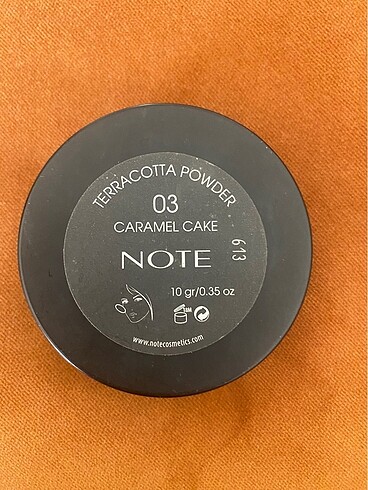 TERRACOTTA POWDER
03
CARAMEL CAKE
613
NOTE
10 gr/0.35 oz
www.notecosmetics.com